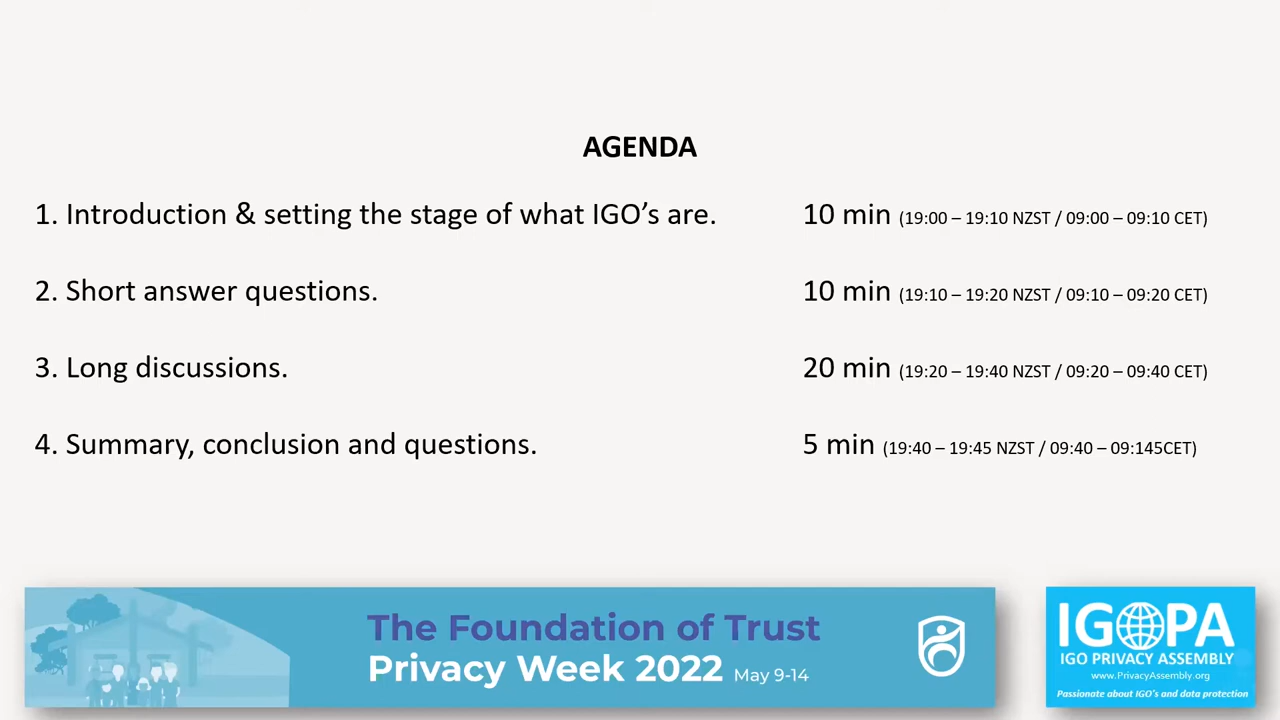 AGENDA
1. Introduction & setting the stage of what IGO’s are. 10 min (19:00 – 19:10 NZST / 09:00 – 09:10 CET)
2. Short answer questions. 10 min (19:10 – 19:20 NZST / 09:10 – 09:20 CET)
3. Long discussions. 20 min (19:20 – 19:40 NZST / 09:20 – 09:40 CET)
4. Summary, conclusion and questions. 5 min (19:40 – 19:45 NZST / 09:40 – 09:145CET)
The Foundation of Trust
Privacy Week 2022 May 9-14
IGOPA
IGO PRIVACY ASSEMBLY
www.PrivacyAssembly.org
Passionate about IGO's and data protection